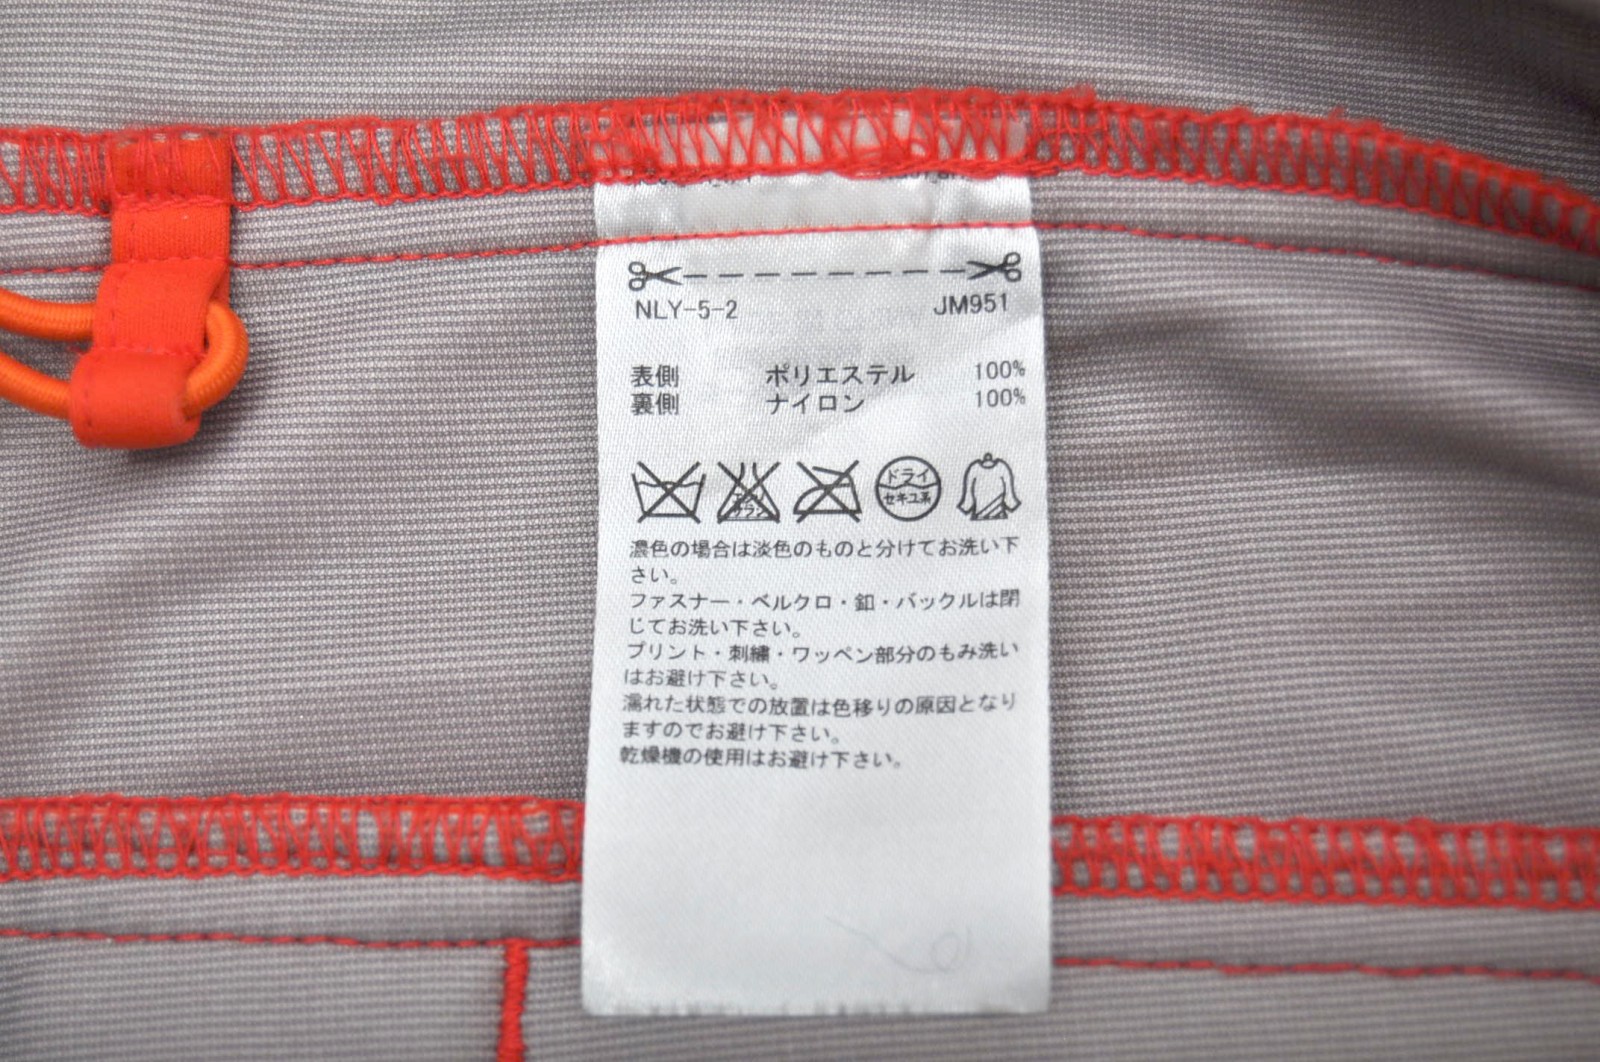 NLY-5-2 JM951
表側 ポリエステル 100%
裏側 ナイロン 100%
ドライ
セキユ系
濃色の場合は淡色のものと分けてお洗い下
さい。
ファスナー・ベルクロ・釦・バックルは閉
じてお洗い下さい。
プリント・刺繍・ワッペン部分のもみ洗い
はお避け下さい。
濡れた状態での放置は色移りの原因となり
ますのでお避け下さい。
乾燥機の使用はお避け下さい。